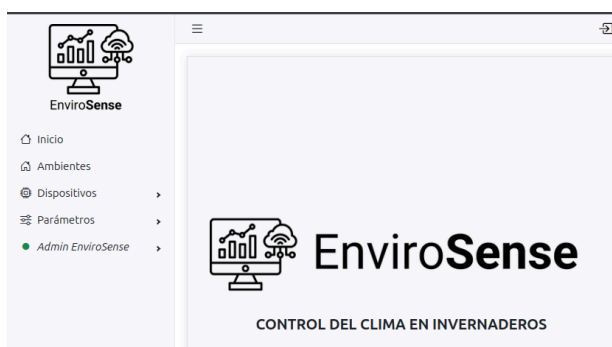 EnviroSense
Inicio
Ambientes
Dispositivos
Parámetros
Admin EnviroSense
EnviroSense
CONTROL DEL CLIMA EN INVERNADEROS